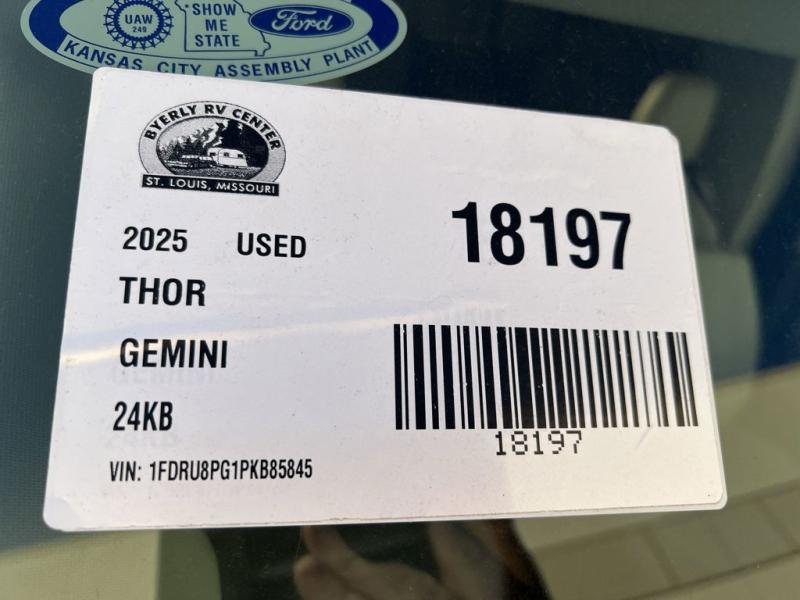 UAW
249
SHOW
ME
STATE
Ford
KANSAS CITY ASSEMBLY PLANT
BYERLY RV CENTER
ST. LOUIS, MISSOURI
18197
2025 USED
THOR
GEMINI
24KB
18197
VIN: 1FDRU8PG1PKB85845